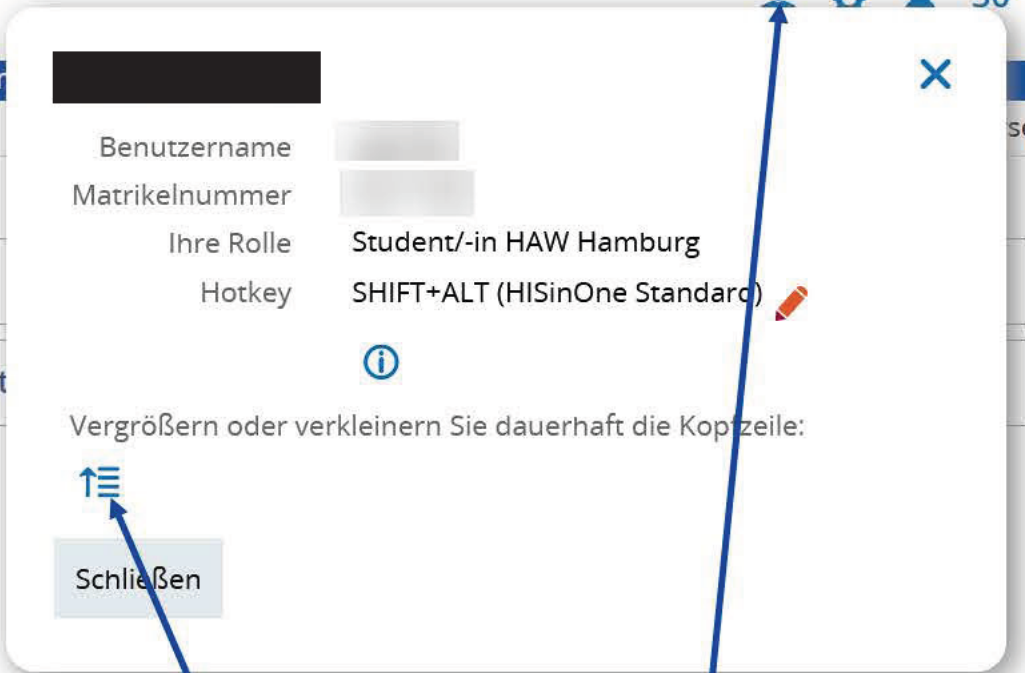 Benutzername
Matrikelnummer
Ihre Rolle Student/-in HAW Hamburg
Hotkey SHIFT+ALT (HISinOne Standard)
Vergrößern oder verkleinern Sie dauerhaft die Kopfzeile:
Schließen